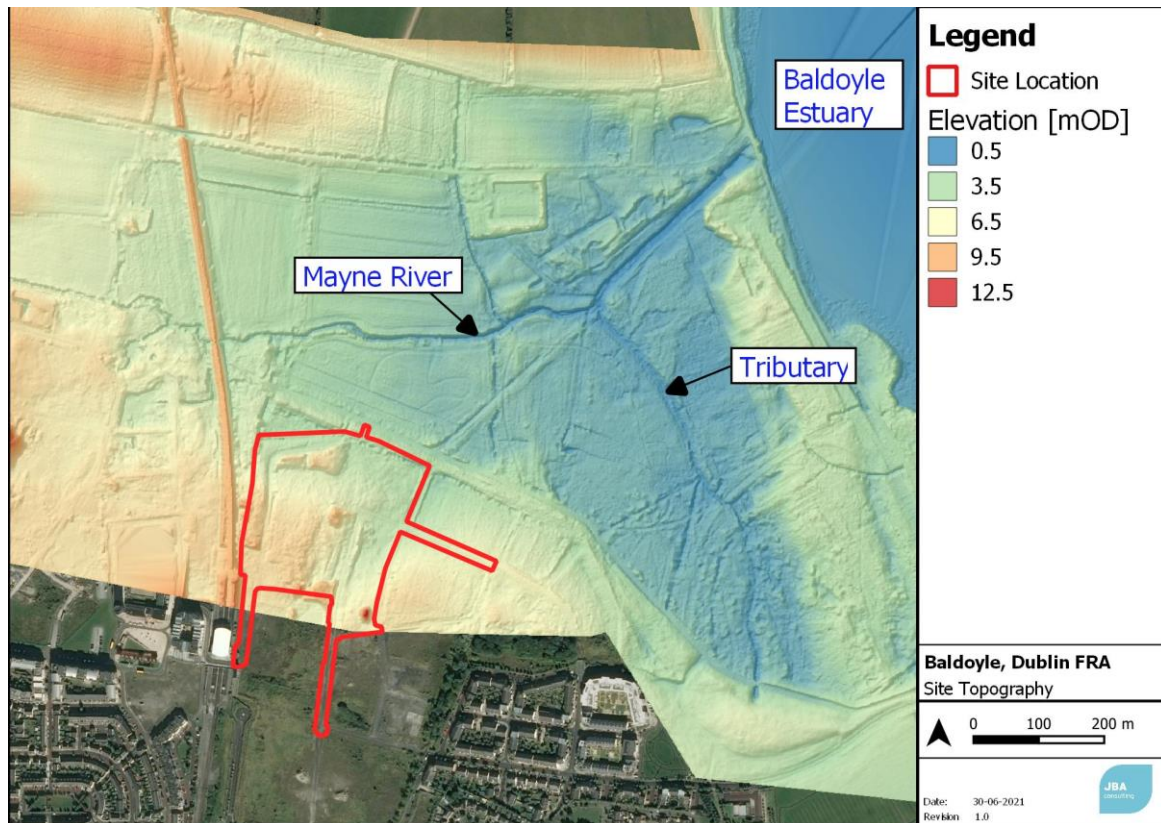 Baldoyle
Estuary
Mayne River
Tributary
Legend
Site Location
Elevation [mOD]
0.5
3.5
6.5
9.5
12.5
Baldoyle, Dublin FRA
Site Topography
0 100 200 m
Date: 30-06-2021
Revision 1.0
JBA
consulting